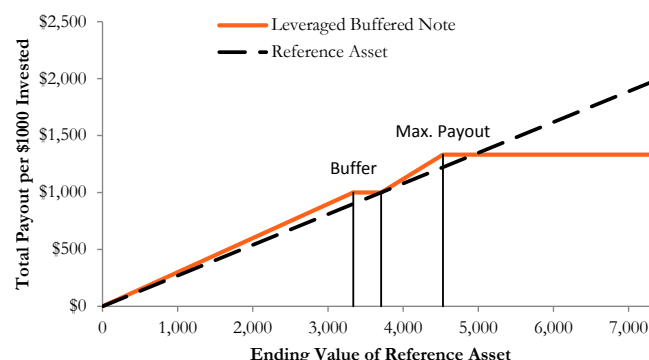 $2,500
Leveraged Buffered Note
Reference Asset
$2,000
$1,500
Max. Payout
Buffer
$1,000
$500
$0
Total Payout per $1000 Invested
0 1,000 2,000 3,000 4,000 5,000 6,000 7,000
Ending Value of Reference Asset